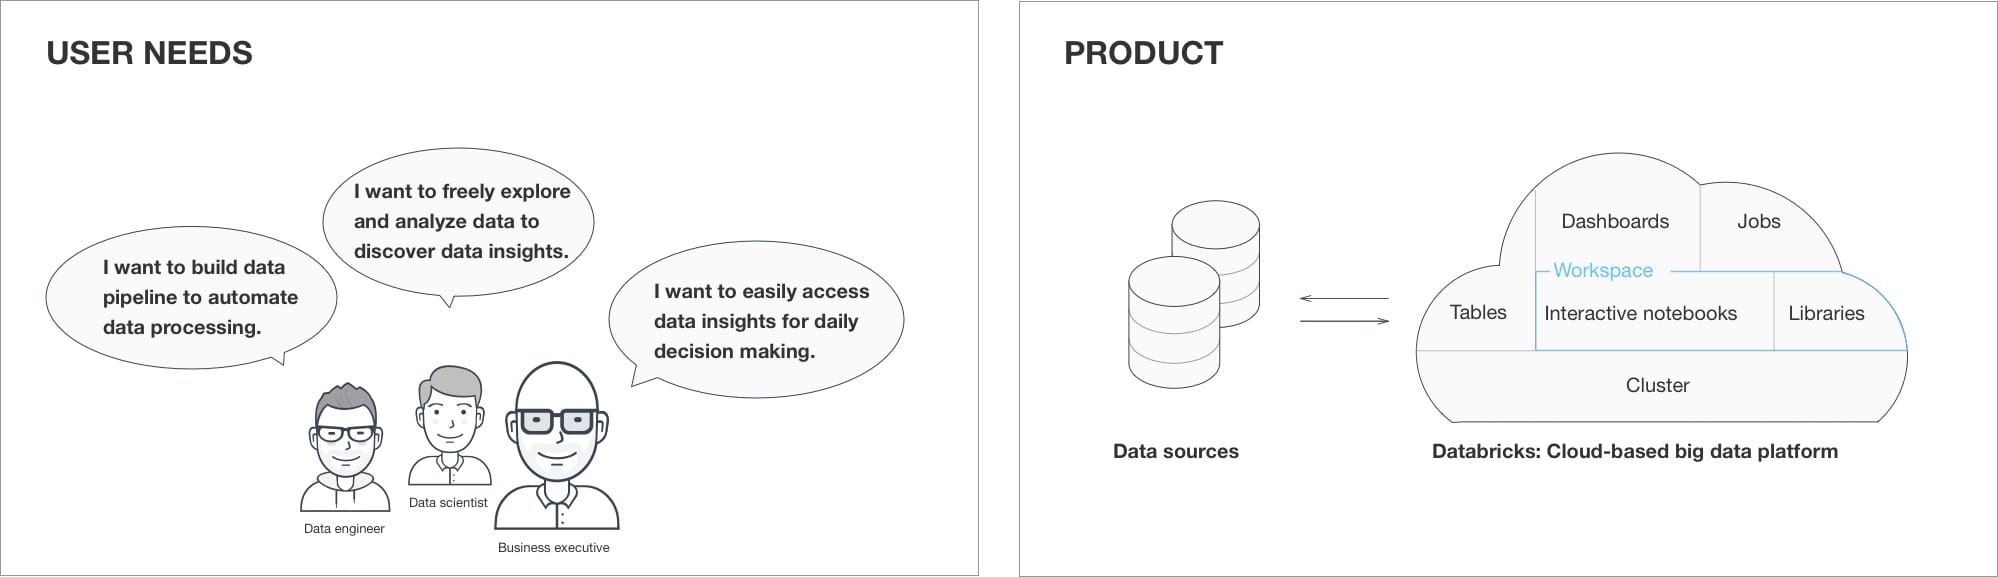 USER NEEDS
I want to build data
pipeline to automate
data processing.
I want to freely explore
and analyze data to
discover data insights.
I want to easily access
data insights for daily
decision making.
Data engineer
Data scientist
Business executive
PRODUCT
Data sources
Dashboards
Jobs
Workspace
Tables
Interactive notebooks
Libraries
Cluster
Databricks: Cloud-based big data platform